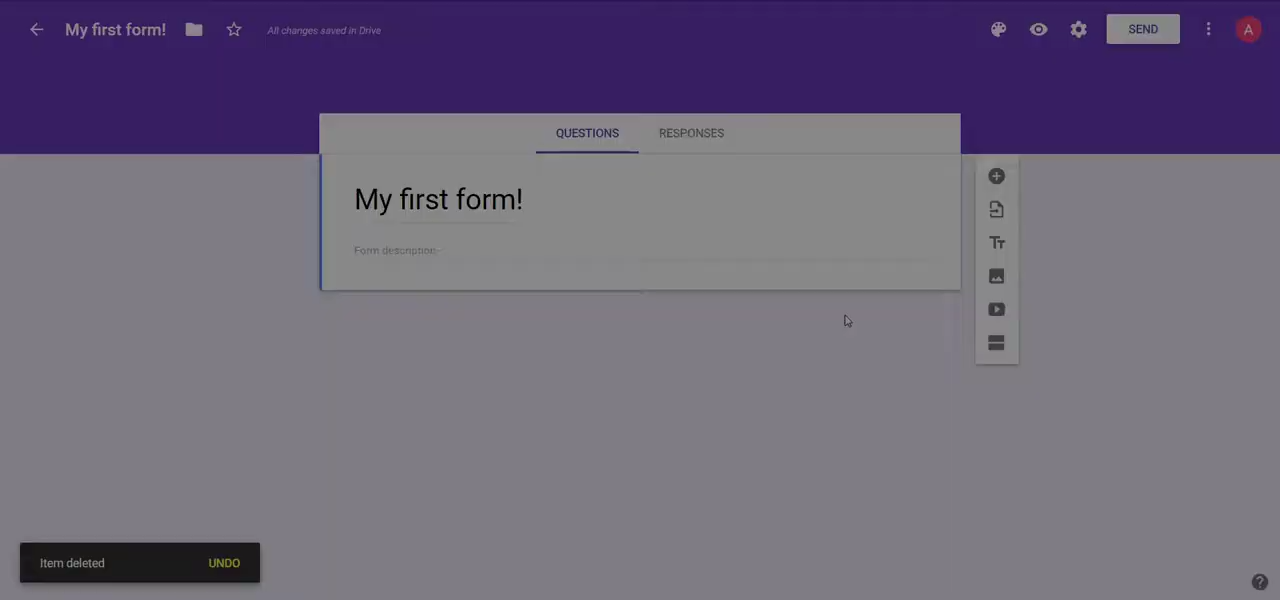 My first form!
All changes saved in Drive
SEND
A
QUESTIONS
RESPONSES
My first form!
Form description
Tt
Item deleted
UNDO
?